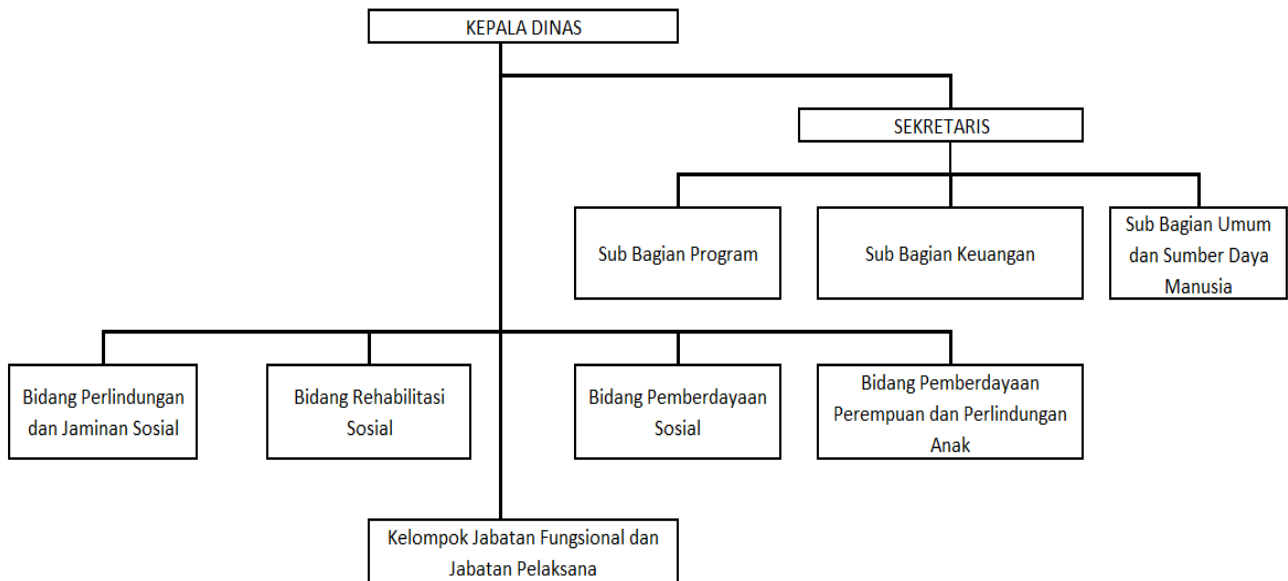 KEPALA DINAS
SEKRETARIS
Sub Bagian Program
Sub Bagian Keuangan
Sub Bagian Umum
dan Sumber Daya
Manusia
Bidang Perlindungan
dan Jaminan Sosial
Bidang Rehabilitasi
Sosial
Bidang Pemberdayaan
Sosial
Bidang Pemberdayaan
Perempuan dan Perlindungan
Anak
Kelompok Jabatan Fungsional dan
Jabatan Pelaksana